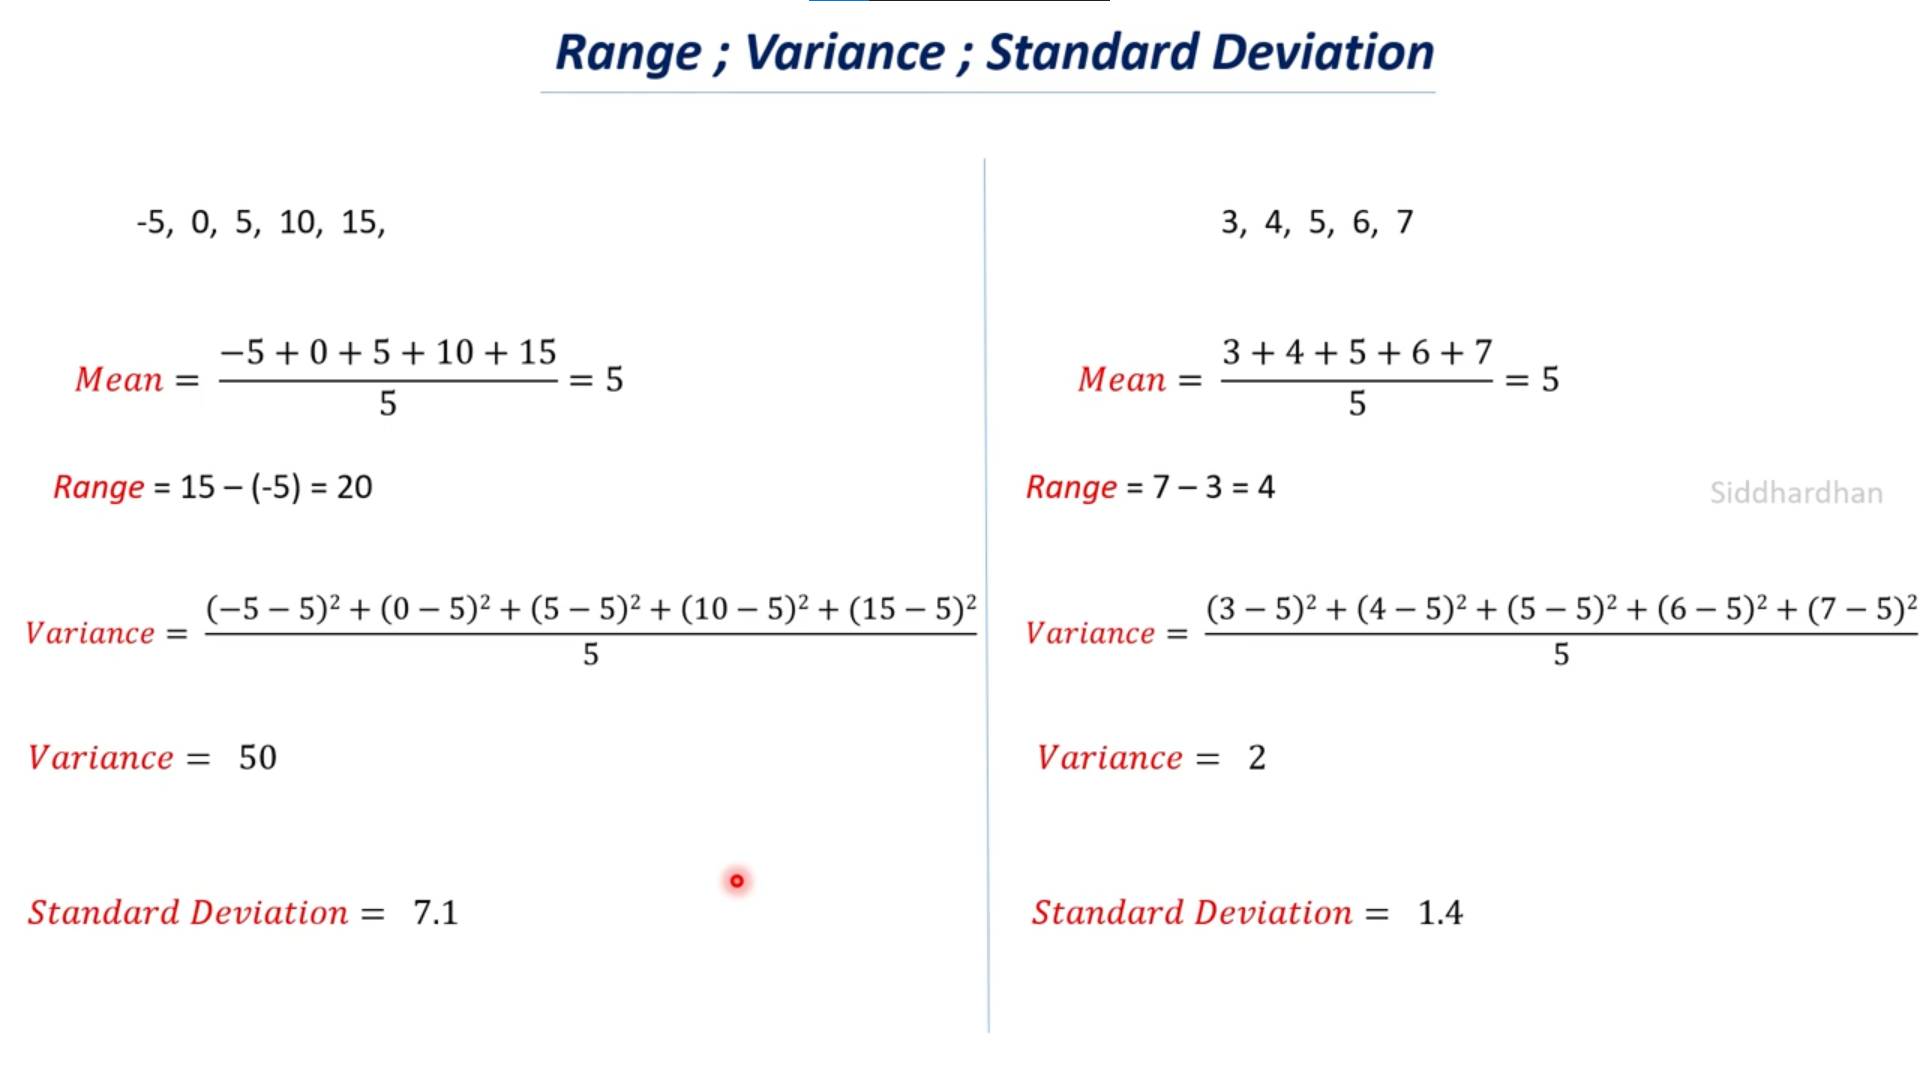 Range ; Variance ; Standard Deviation
-5, 0, 5, 10, 15,
Mean = (−5 + 0 + 5 + 10 + 15)/5 = 5
Range = 15 – (-5) = 20
Variance = ((−5 − 5)² + (0 − 5)² + (5 − 5)² + (10 − 5)² + (15 − 5)²)/5
Variance = 50
Standard Deviation = 7.1
3, 4, 5, 6, 7
Mean = (3 + 4 + 5 + 6 + 7)/5 = 5
Range = 7 – 3 = 4
Siddhardhan
Variance = ((3 − 5)² + (4 − 5)² + (5 − 5)² + (6 − 5)² + (7 − 5)²)/5
Variance = 2
Standard Deviation = 1.4